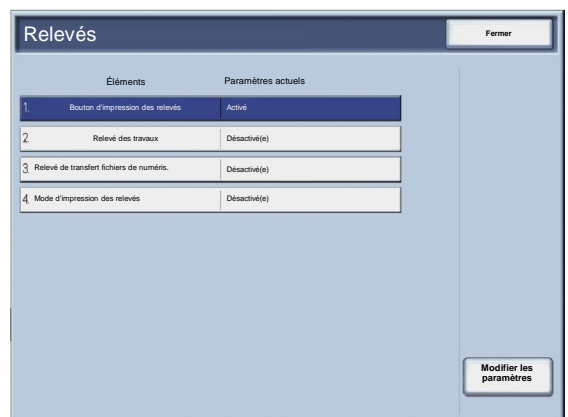 Relevés
Fermer
Éléments Paramètres actuels
1. Bouton d'impression des relevés Activé
2. Relevé des travaux Désactivé(e)
3. Relevé de transfert fichiers de numéris. Désactivé(e)
4. Mode d'impression des relevés Désactivé(e)
Modifier les
paramètres